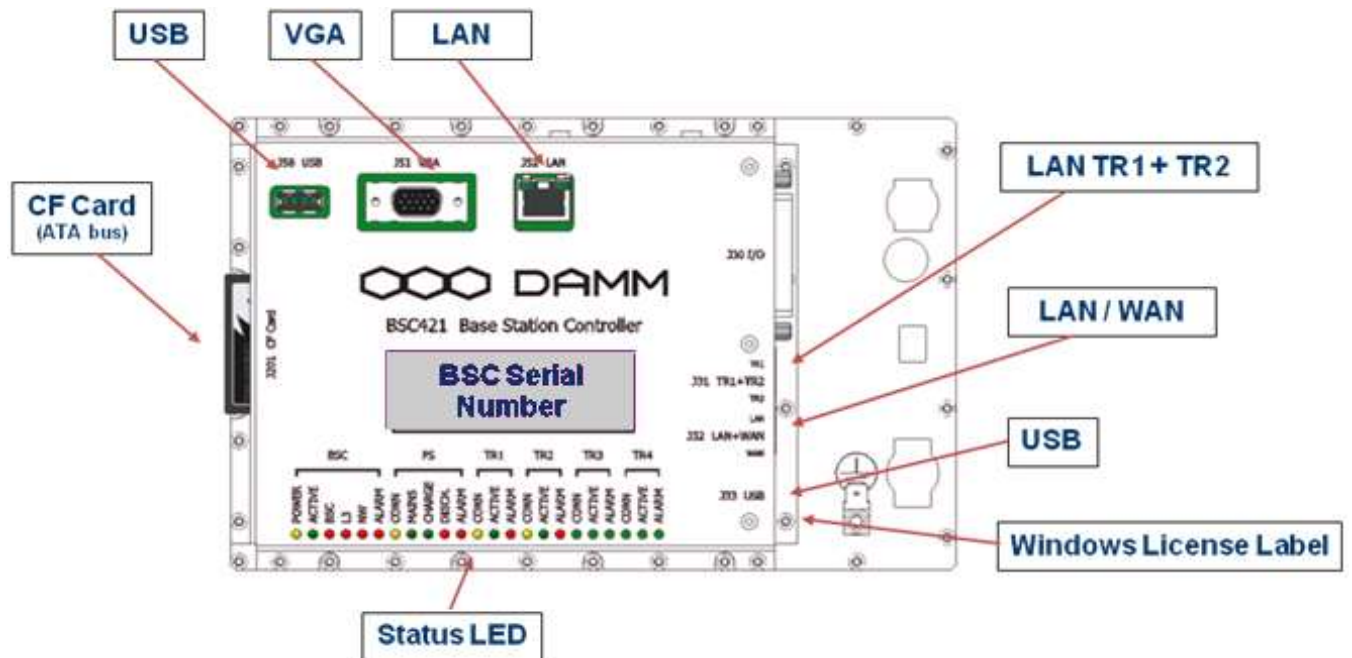 USB
VGA
LAN
J58 USB
J51 VGA
J52 LAN
LAN TR1 + TR2
CF Card
(ATA bus)
J30 I/O
DAMM
LAN / WAN
BSC421 Base Station Controller
J201 CF Card
BSC Serial
Number
TR1
J31 TR1+TR2
TR2
LAN
J32 LAN+WAN
WAN
USB
BSC PS TR1 TR2 TR3 TR4
J33 USB
POWER ACTIVE BSC L3 NW ALARM CONN MAINS CHARGE DISCH. ALARM CONN ACTIVE ALARM CONN ACTIVE ALARM CONN ACTIVE ALARM CONN ACTIVE ALARM
Windows License Label
Status LED